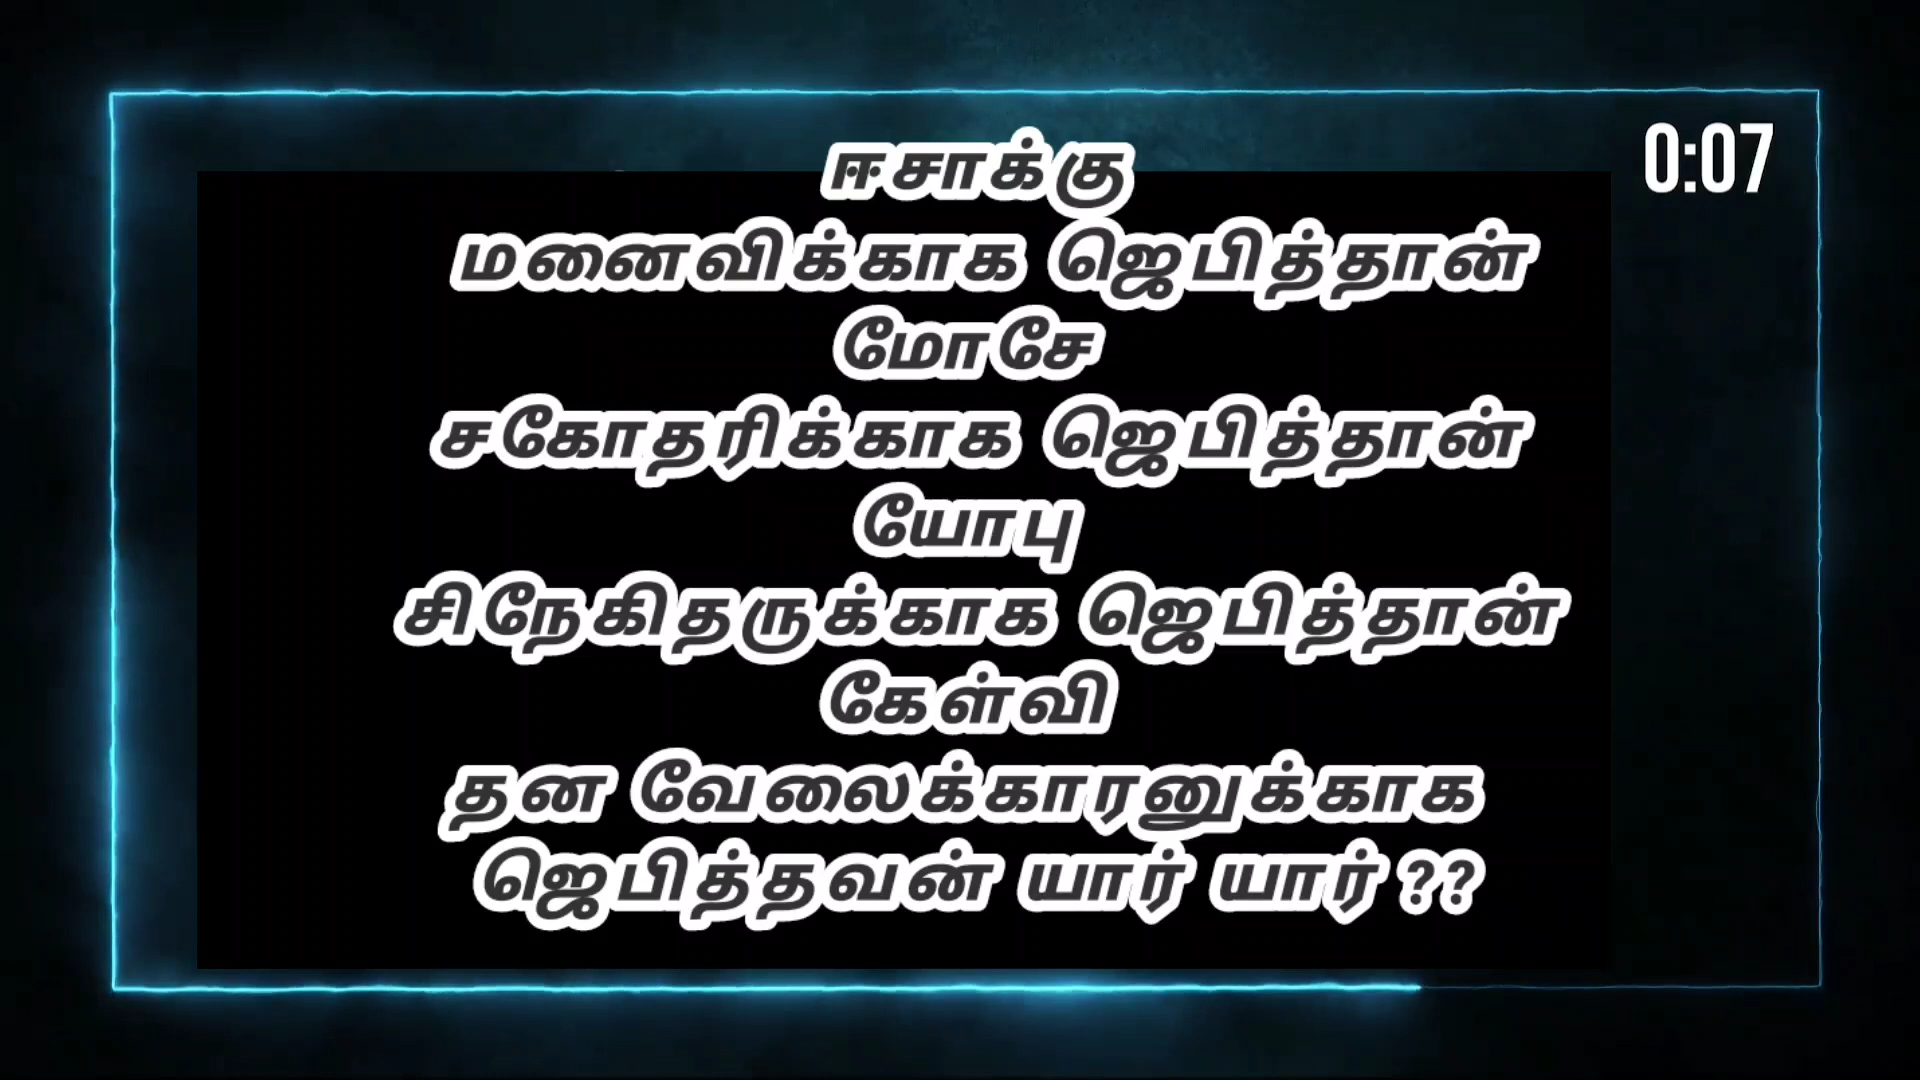 ஈசாக்கு
0:07
மனைவிக்காக ஜெபித்தான்
மோசே
சகோதரிக்காக ஜெபித்தான்
யோபு
சிநேகிதருக்காக ஜெபித்தான்
கேள்வி
தன வேலைக்காரனுக்காக
ஜெபித்தவன் யார் யார் ??